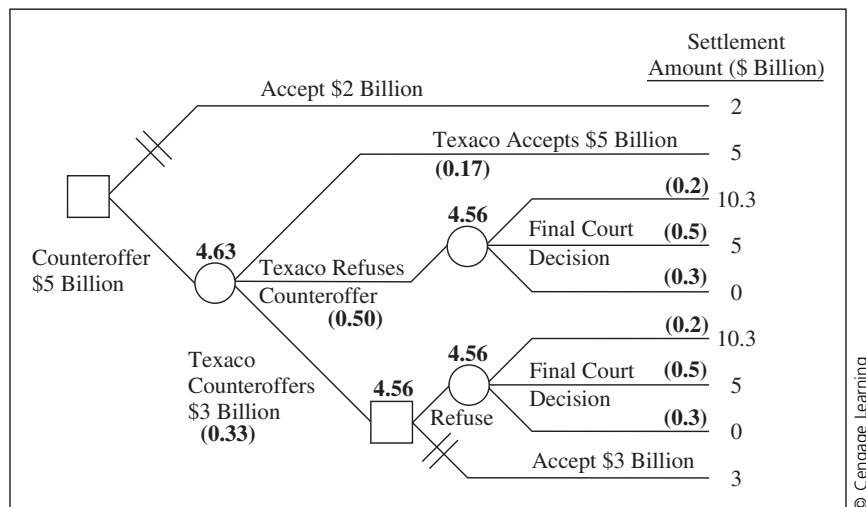 Settlement
Amount ($ Billion)
Accept $2 Billion
2
Texaco Accepts $5 Billion
5
(0.17)
(0.2)
10.3
4.56
Final Court
(0.5)
5
Decision
(0.3)
0
4.63
Counteroffer
$5 Billion
Texaco Refuses
Counteroffer
(0.50)
(0.2)
10.3
Texaco
Counteroffers
$3 Billion
(0.33)
4.56
4.56
Final Court
(0.5)
5
Decision
Refuse
(0.3)
0
Accept $3 Billion
3
© Cengage Learning